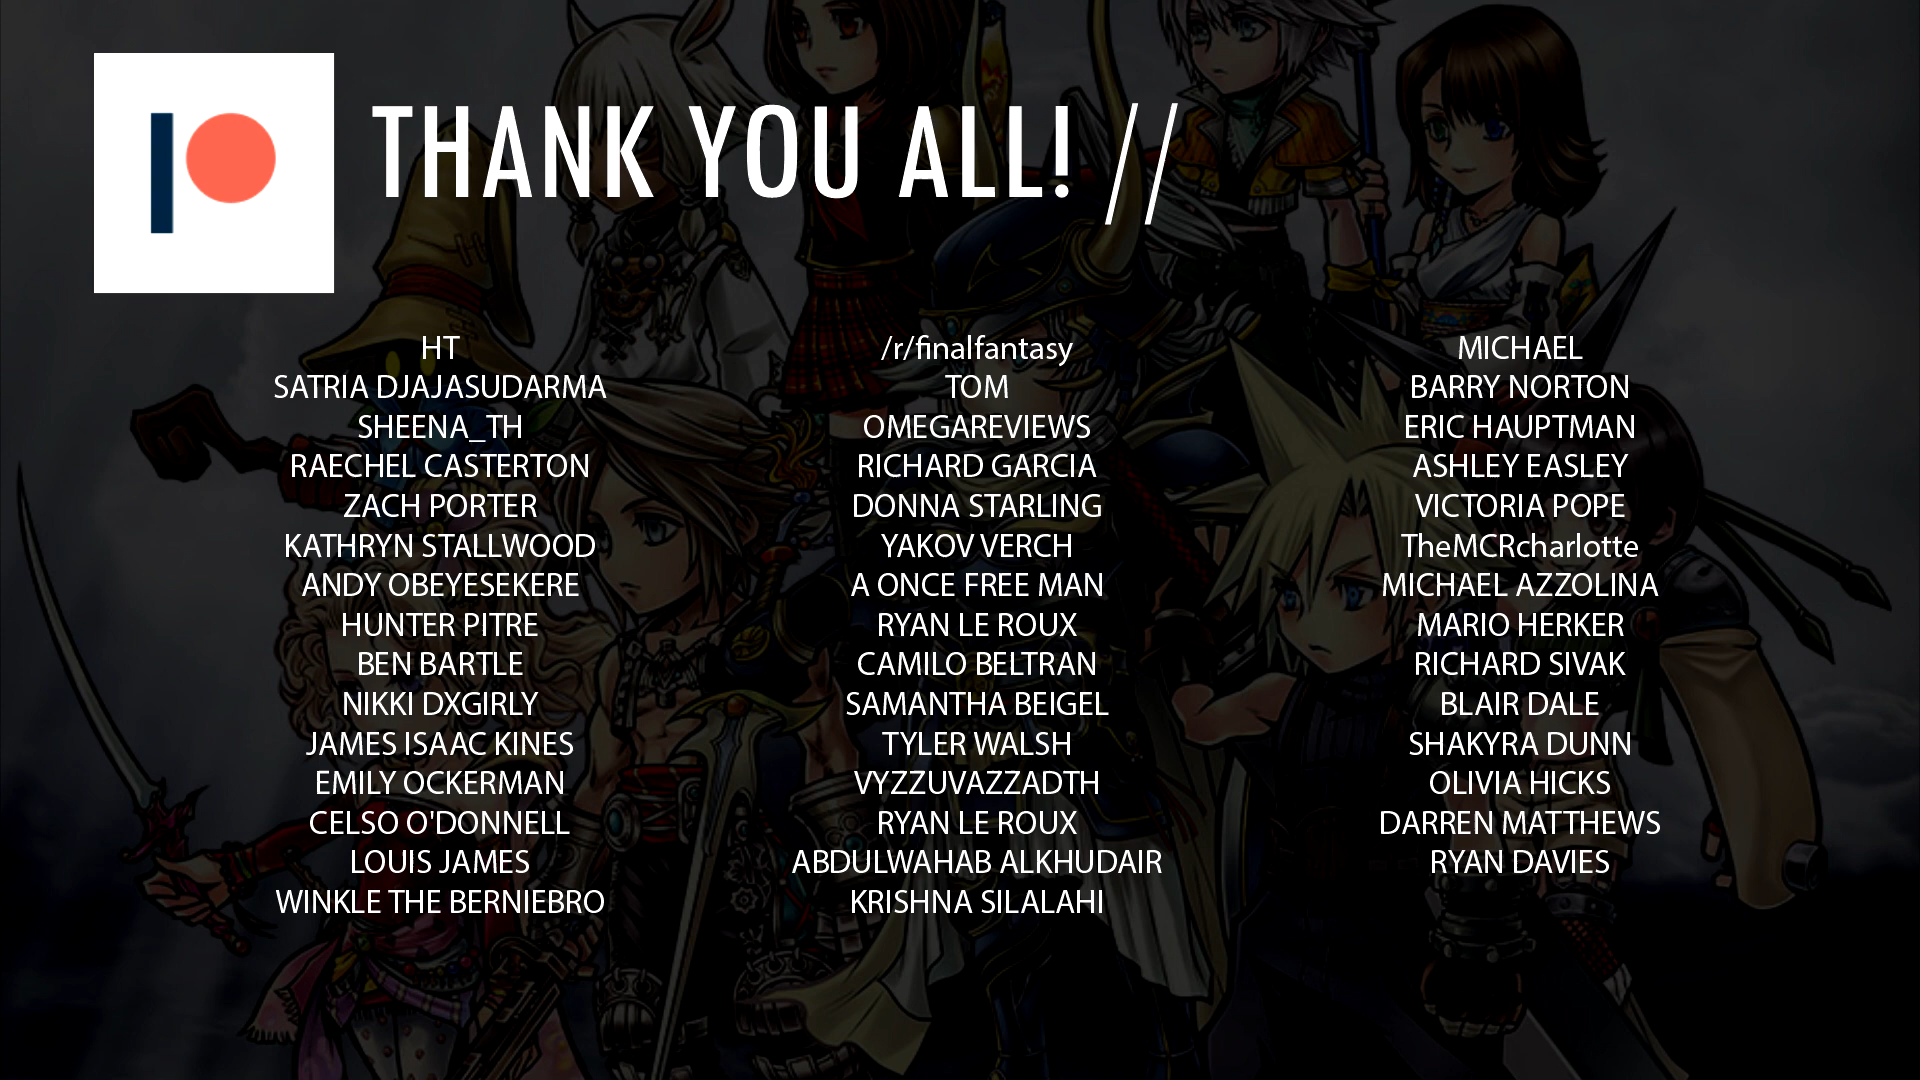 THANK YOU ALL! //
HT
SATRIA DJAJASUDARMA
SHEENA_TH
RAECHEL CASTERTON
ZACH PORTER
KATHRYN STALLWOOD
ANDY OBEYESEKERE
HUNTER PITRE
BEN BARTLE
NIKKI DXGIRLY
JAMES ISAAC KINES
EMILY OCKERMAN
CELSO O'DONNELL
LOUIS JAMES
WINKLE THE BERNIEBRO
/r/finalfantasy
TOM
OMEGAREVIEWS
RICHARD GARCIA
DONNA STARLING
YAKOV VERCH
A ONCE FREE MAN
RYAN LE ROUX
CAMILO BELTRAN
SAMANTHA BEIGEL
TYLER WALSH
VYZZUVAZZADTH
RYAN LE ROUX
ABDULWAHAB ALKHUDAIR
KRISHNA SILALAHI
MICHAEL
BARRY NORTON
ERIC HAUPTMAN
ASHLEY EASLEY
VICTORIA POPE
TheMCRcharlotte
MICHAEL AZZOLINA
MARIO HERKER
RICHARD SIVAK
BLAIR DALE
SHAKYRA DUNN
OLIVIA HICKS
DARREN MATTHEWS
RYAN DAVIES